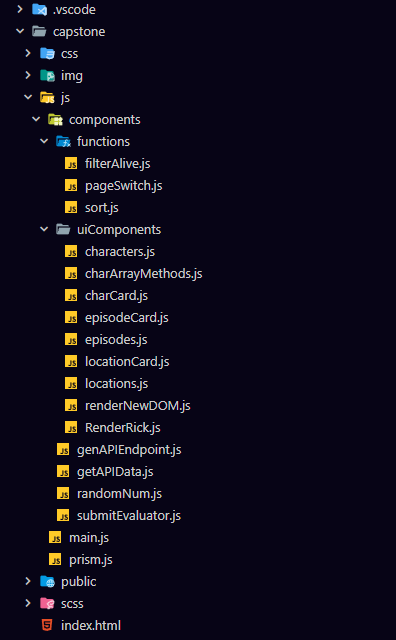 .vscode
capstone
css
img
js
components
functions
filterAlive.js
pageSwitch.js
sort.js
uiComponents
characters.js
charArrayMethods.js
charCard.js
episodeCard.js
episodes.js
locationCard.js
locations.js
renderNewDOM.js
RenderRick.js
genAPIEndpoint.js
getAPIData.js
randomNum.js
submitEvaluator.js
main.js
prism.js
public
scss
index.html